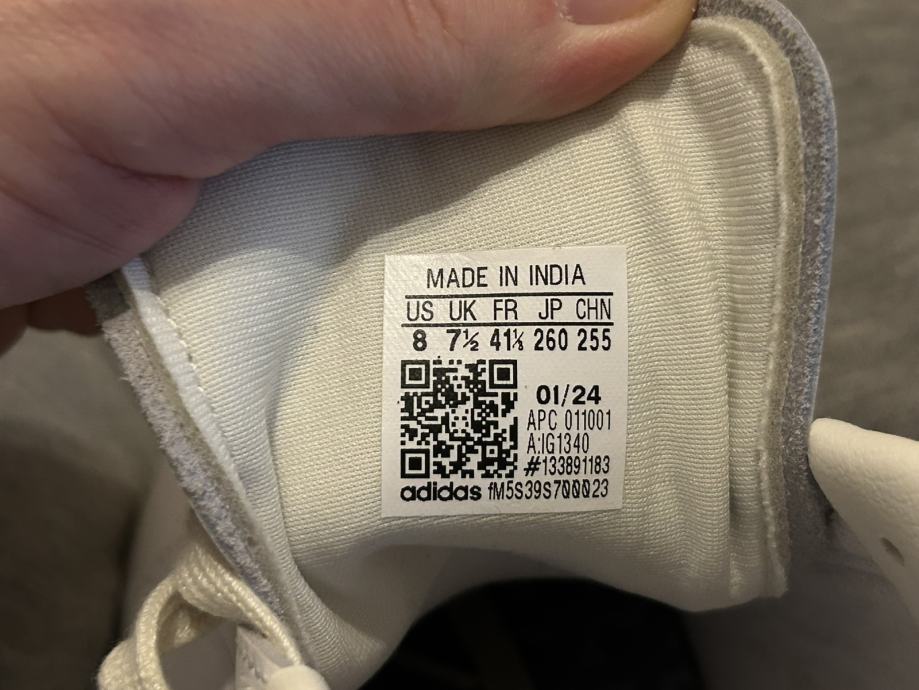 MADE IN INDIA
US UK FR JP CHN
8 7½ 41⅓ 260 255
01/24
APC 011001
A:IG1340
#133891183
adidas fM5S39S700023